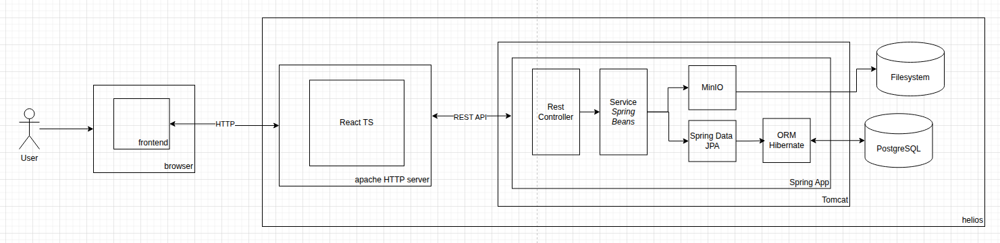 User
frontend
browser
HTTP
React TS
apache HTTP server
REST API
Rest
Controller
Service
Spring
Beans
MinIO
Spring Data
JPA
ORM
Hibernate
Spring App
Tomcat
Filesystem
PostgreSQL
helios